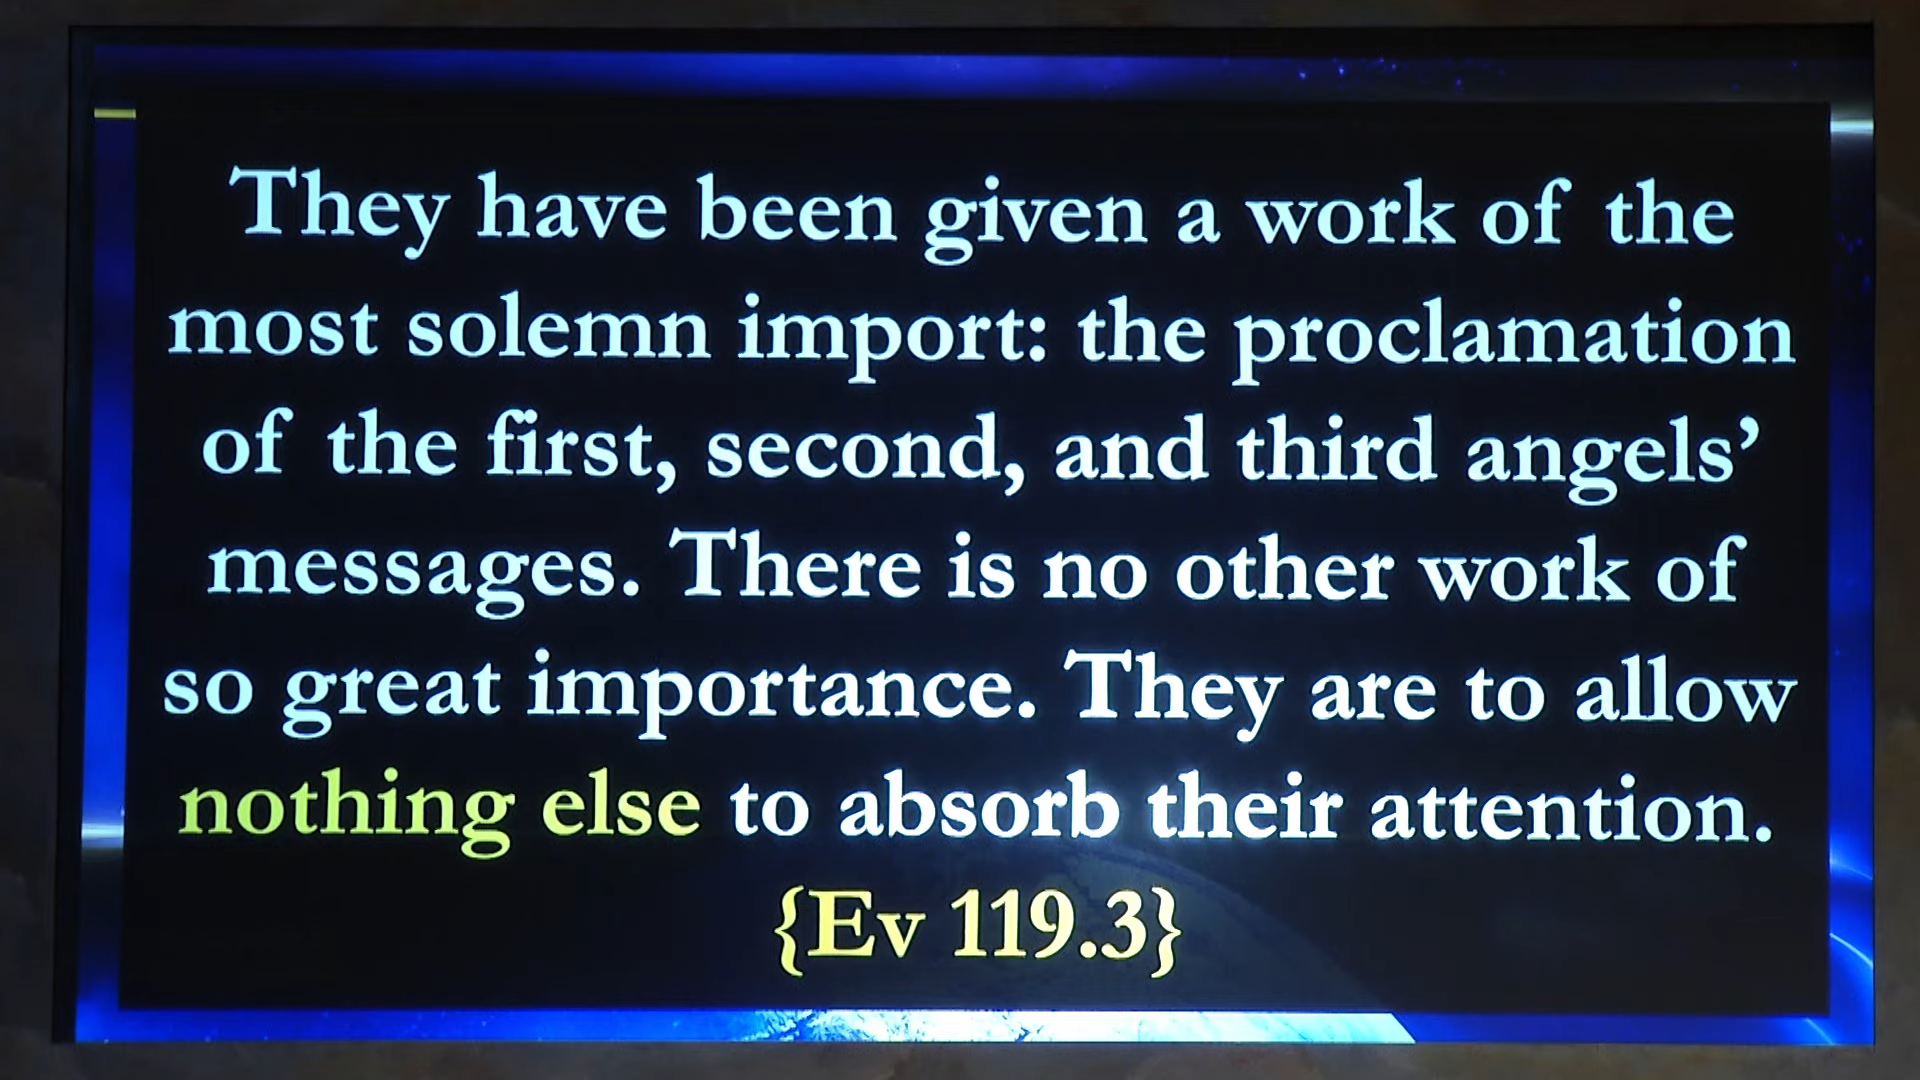 They have been given a work of the
most solemn import: the proclamation
of the first, second, and third angels’
messages. There is no other work of
so great importance. They are to allow
nothing else to absorb their attention.
{Ev 119.3}